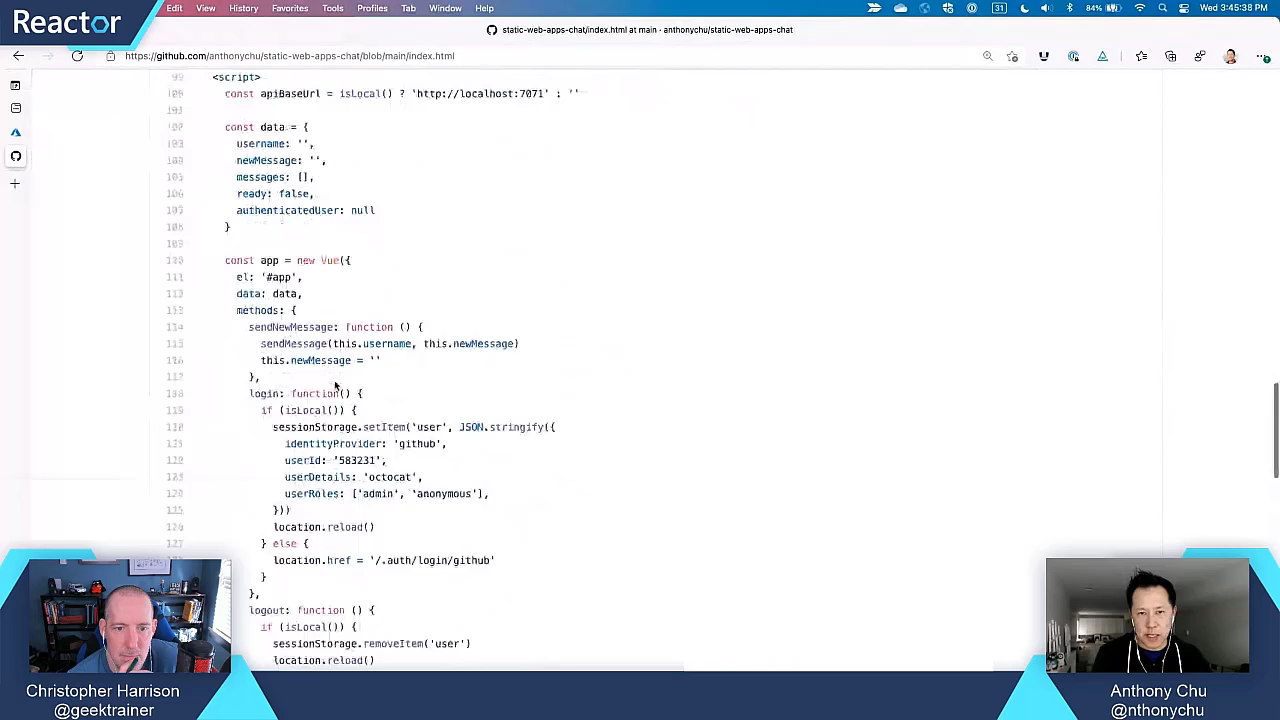 Reactor
Edit View History Favorites Tools Profiles Tab Window Help
31 84% Wed 3:45:38 PM
static-web-apps-chat/index.html at main · anthonychu/static-web-apps-chat
https://github.com/anthonychu/static-web-apps-chat/blob/main/index.html
<script>
const apiBaseUrl = isLocal() ? 'http://localhost:7071' : ''
const data = {
username: '',
newMessage: '',
messages: [],
ready: false,
authenticatedUser: null
108 }
const app = new Vue({
el: '#app',
data: data,
methods: {
sendNewMessage: function () {
sendMessage(this.username, this.newMessage)
this.newMessage = ''
},
login: function() {
if (isLocal()) {
sessionStorage.setItem('user', JSON.stringify({
identityProvider: 'github',
userId: '583231',
userDetails: 'octocat',
userRoles: ['admin', 'anonymous'],
}))
location.reload()
} else {
location.href = '/.auth/login/github'
}
},
logout: function () {
if (isLocal()) {
sessionStorage.removeItem('user')
location.reload()
Christopher Harrison
@geektrainer
Anthony Chu
@nthonychu